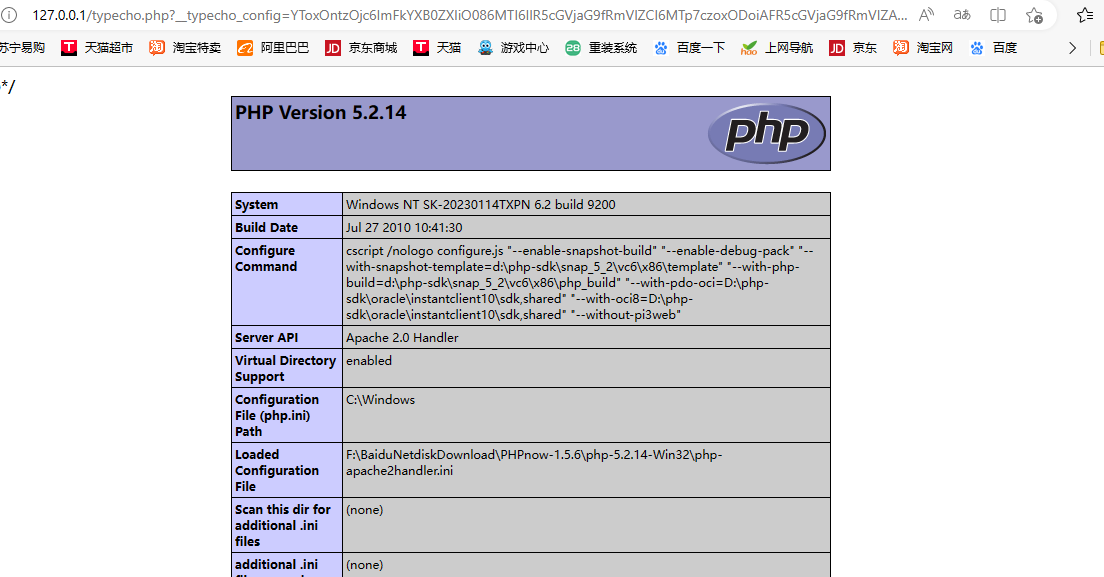 127.0.0.1/typecho.php?__typecho_config=YToxOntzOjc6ImFkYXB0ZXIiO086MTI6IlR5cGVjaG9fRmVlZCI6MTp7czoxODoiAFR5cGVjaG9fRmVlZA...
苏宁易购 天猫超市 淘宝特卖 阿里巴巴 JD 京东商城 天猫 游戏中心 28 重装系统 百度一下 hao 上网导航 JD 京东 淘 淘宝网 百度
*/
PHP Version 5.2.14
php
System Windows NT SK-20230114TXPN 6.2 build 9200
Build Date Jul 27 2010 10:41:30
Configure cscript /nologo configure.js "--enable-snapshot-build" "--enable-debug-pack" "--
Command with-snapshot-template=d:\php-sdk\snap_5_2\vc6\x86\template" "--with-php-
build=d:\php-sdk\snap_5_2\vc6\x86\php_build" "--with-pdo-oci=D:\php-
sdk\oracle\instantclient10\sdk,shared" "--with-oci8=D:\php-
sdk\oracle\instantclient10\sdk,shared" "--without-pi3web"
Server API Apache 2.0 Handler
Virtual Directory enabled
Support
Configuration C:\Windows
File (php.ini)
Path
Loaded F:\BaiduNetdiskDownload\PHPnow-1.5.6\php-5.2.14-Win32\php-
Configuration apache2handler.ini
File
Scan this dir for (none)
additional .ini
files
additional .ini (none)